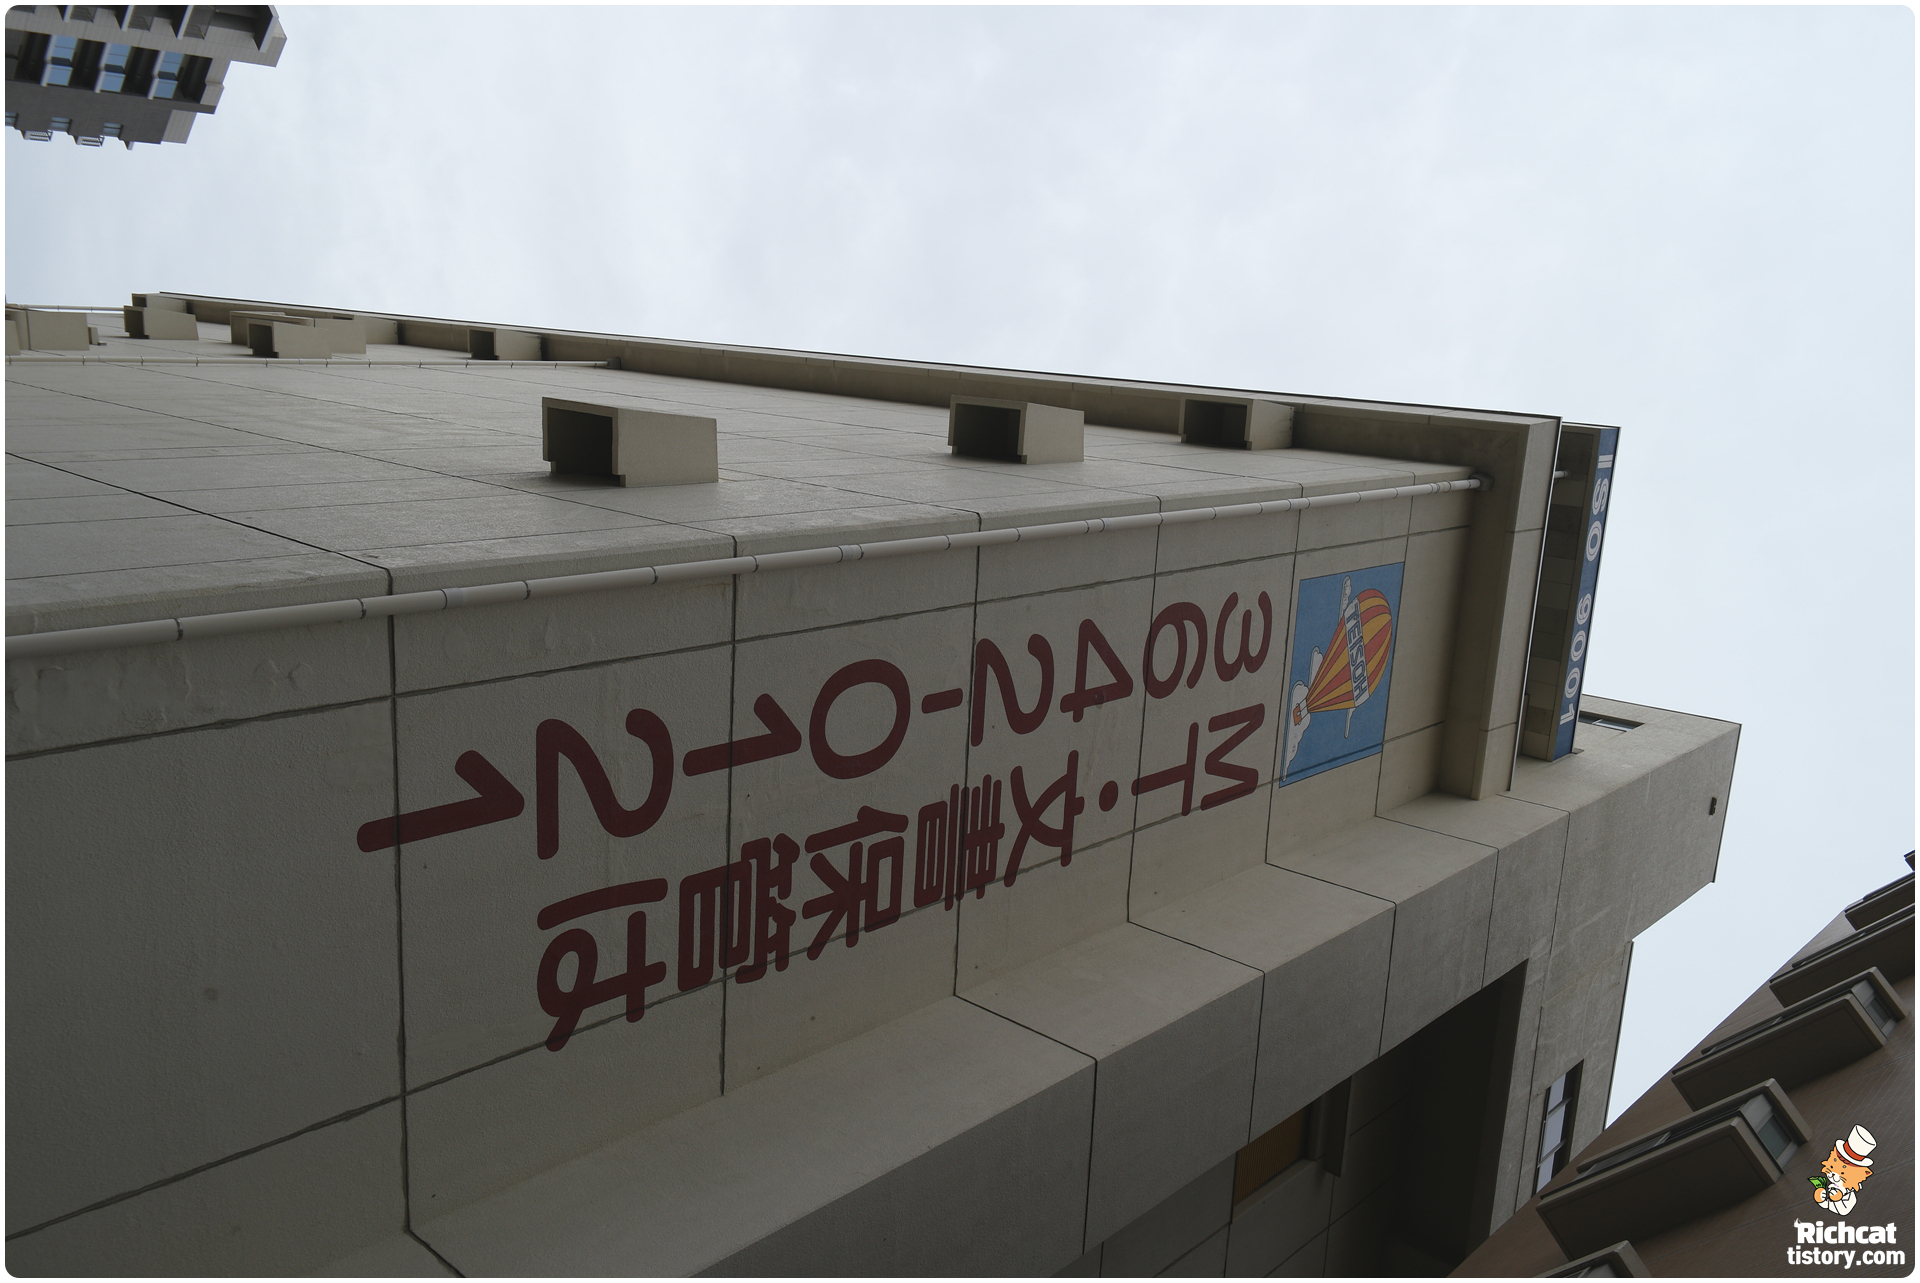 ISO 9001
TEISOH
MT・文書保管は
3642-0121
Richcat
tistory.com